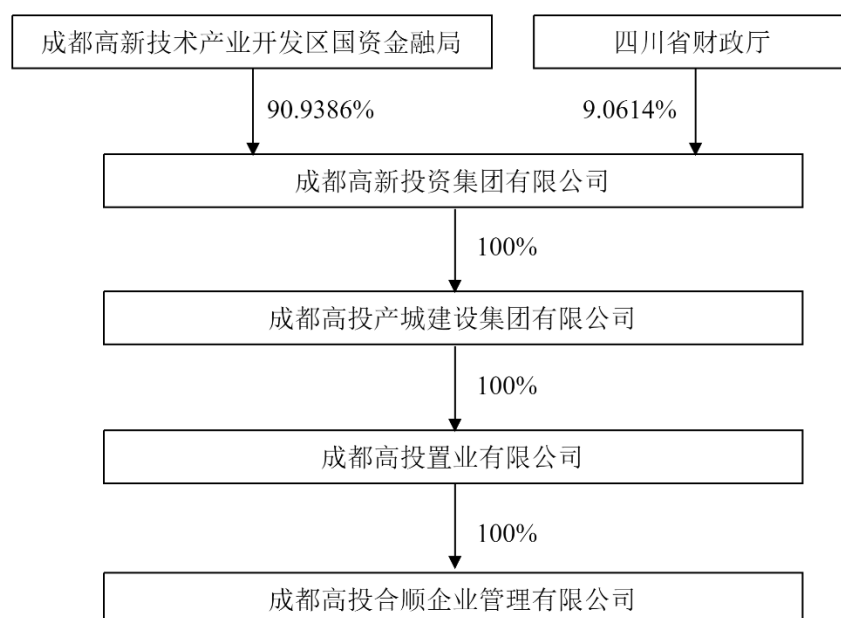 成都高新技术产业开发区国资金融局
四川省财政厅
90.9386%
9.0614%
成都高新投资集团有限公司
100%
成都高投产城建设集团有限公司
100%
成都高投置业有限公司
100%
成都高投合顺企业管理有限公司